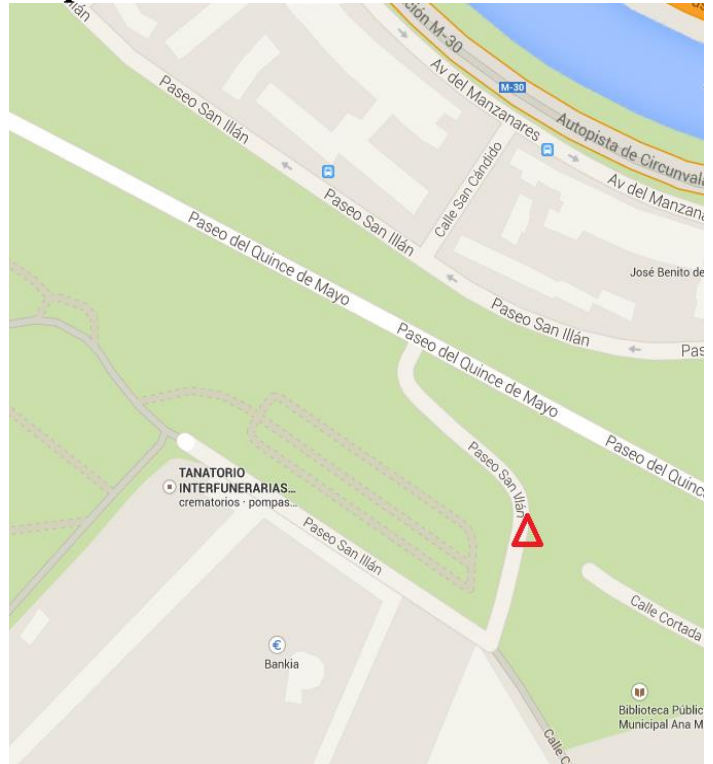 ción M-30
Av del Manzanares
M-30
Autopista de Circunvala
Av del Manzana
Paseo San Illán
Calle San Cándido
Paseo San Illán
José Benito de
Paseo San Illán
Pas
Paseo del Quince de Mayo
Paseo del Quince de Mayo
Paseo del Quinc
Paseo San Vlán
TANATORIO
INTERFUNERARIAS...
crematorios · pompas...
Paseo San Illán
Calle Cortada
€
Bankia
Biblioteca Públic
Municipal Ana M
Calle C